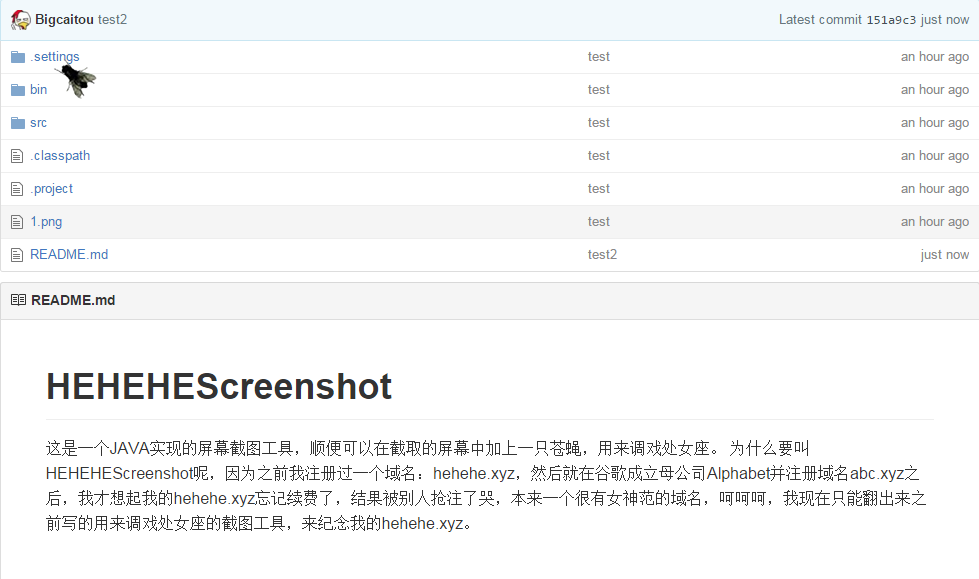 Bigcaitou test2 Latest commit 151a9c3 just now
.settings test an hour ago
bin test an hour ago
src test an hour ago
.classpath test an hour ago
.project test an hour ago
1.png test an hour ago
README.md test2 just now
README.md
HEHEHEScreenshot
这是一个JAVA实现的屏幕截图工具，顺便可以在截取的屏幕中加上一只苍蝇，用来调戏处女座。 为什么要叫
HEHEHEScreenshot呢，因为之前我注册过一个域名：hehehe.xyz，然后就在谷歌成立母公司Alphabet并注册域名abc.xyz之
后，我才想起我的hehehe.xyz忘记续费了，结果被别人抢注了哭，本来一个很有女神范的域名，呵呵呵，我现在只能翻出来之
前写的用来调戏处女座的截图工具，来纪念我的hehehe.xyz。